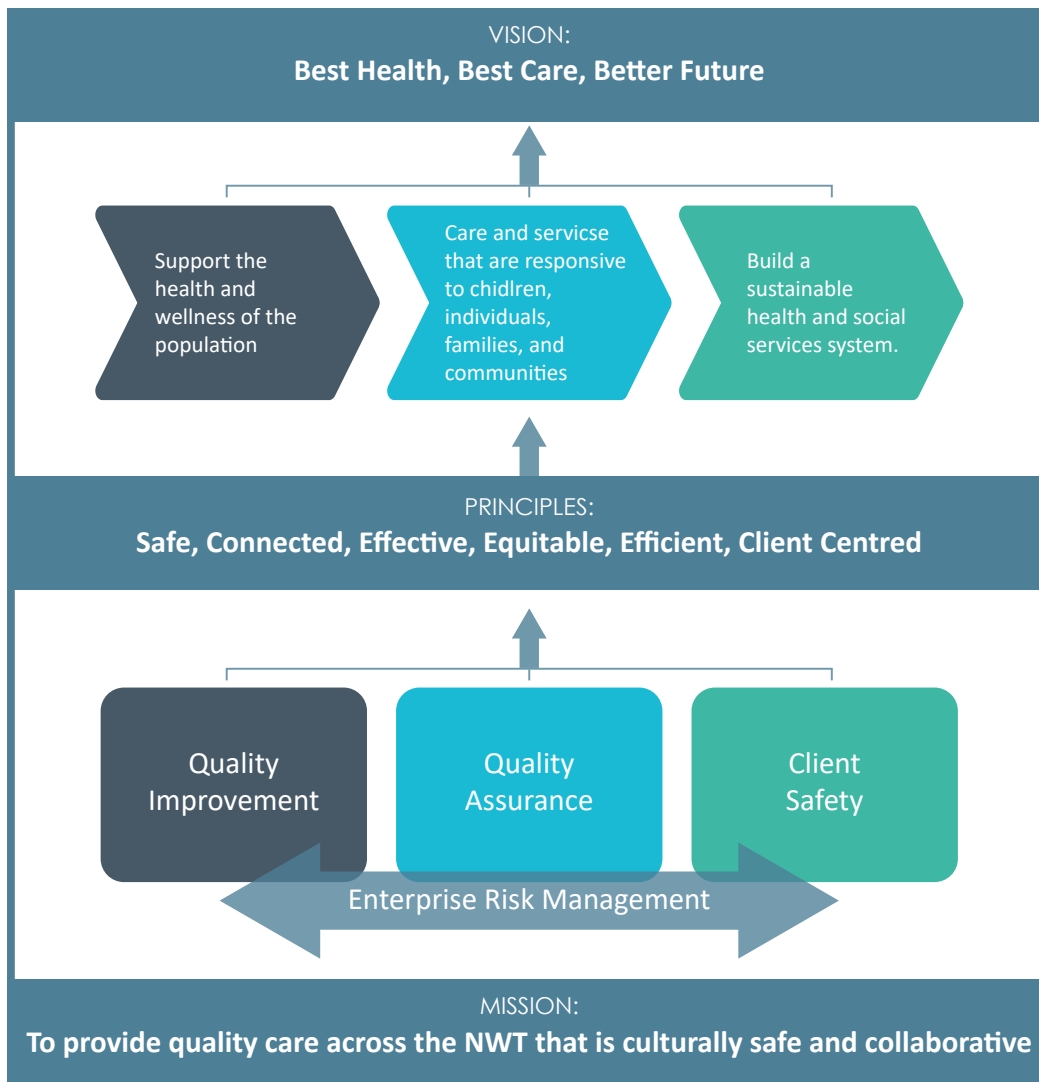 VISION:
Best Health, Best Care, Better Future
Support the
health and
wellness of the
population
Care and servicse
that are responsive
to chidlren,
individuals,
families, and
communities
Build a
sustainable
health and social
services system.
PRINCIPLES:
Safe, Connected, Effective, Equitable, Efficient, Client Centred
Quality
Improvement
Quality
Assurance
Client
Safety
Enterprise Risk Management
MISSION:
To provide quality care across the NWT that is culturally safe and collaborative